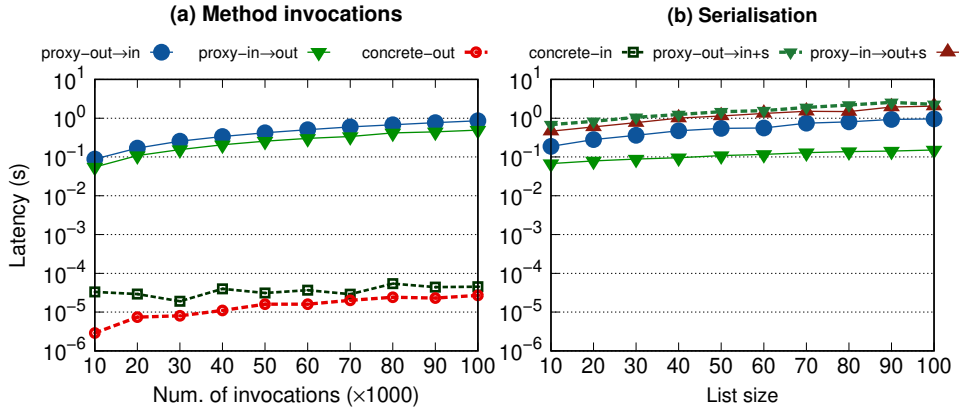 (a) Method invocations
(b) Serialisation
proxy-out→in proxy-in→out concrete-out concrete-in proxy-out→in+s proxy-in→out+s
Latency (s)
10^1
10^0
10^-1
10^-2
10^-3
10^-4
10^-5
10^-6
10 20 30 40 50 60 70 80 90 100
Num. of invocations (×1000)
10^1
10^0
10^-1
10^-2
10^-3
10^-4
10^-5
10^-6
10 20 30 40 50 60 70 80 90 100
List size